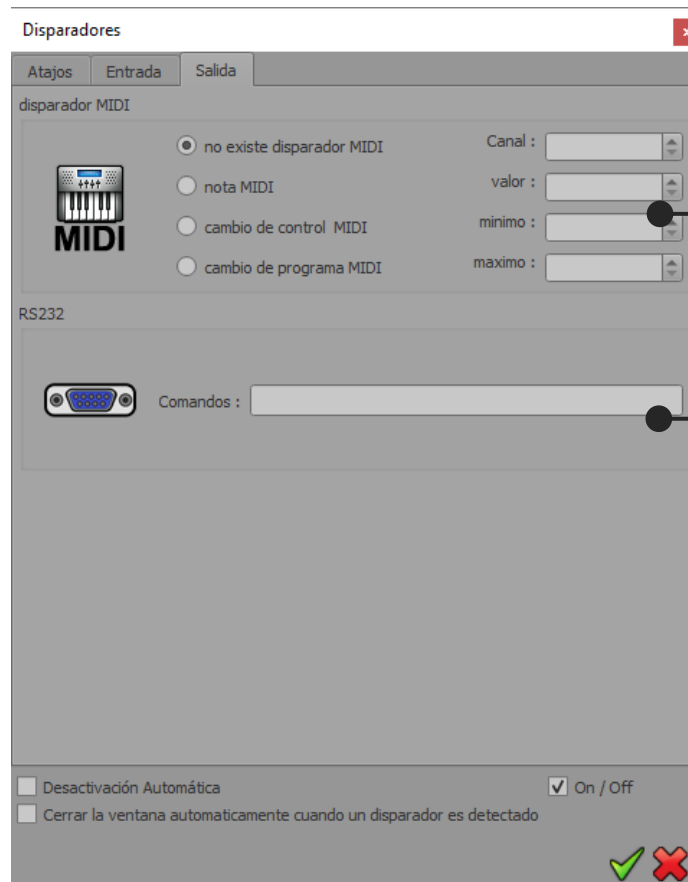 Disparadores
Atajos Entrada Salida
disparador MIDI
no existe disparador MIDI Canal :
nota MIDI valor :
cambio de control MIDI minimo :
cambio de programa MIDI maximo :
MIDI
RS232
Comandos :
Desactivación Automática On / Off
Cerrar la ventana automaticamente cuando un disparador es detectado